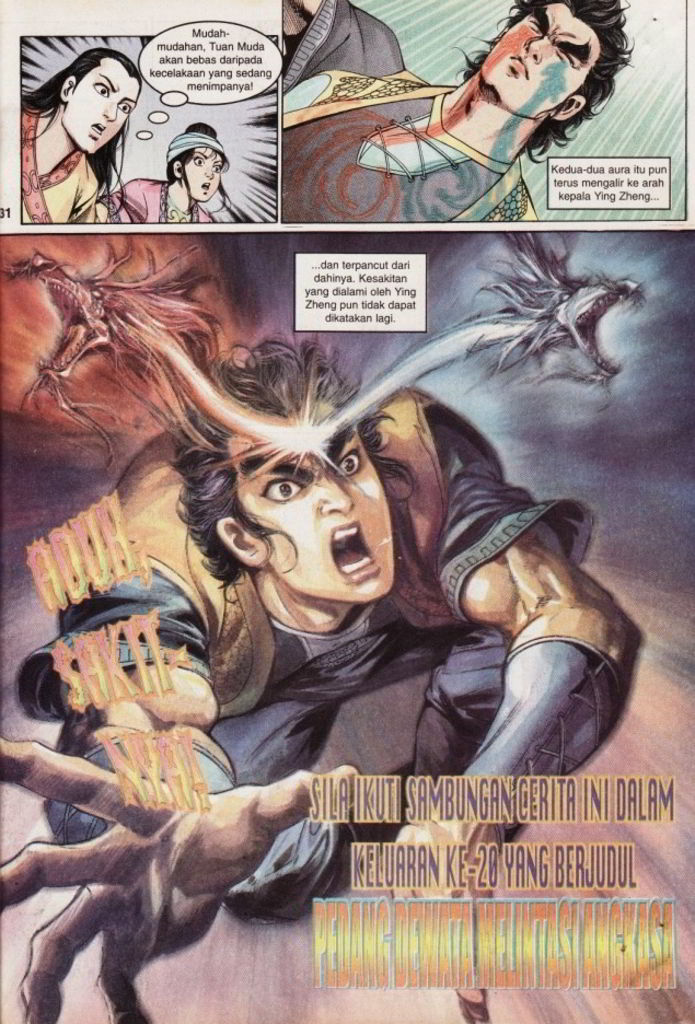 Mudah-
mudahan, Tuan Muda
akan bebas daripada
kecelakaan yang sedang
menimpanya!
Kedua-dua aura itu pun
terus mengalir ke arah
kepala Ying Zheng...
31
...dan terpancut dari
dahinya. Kesakitan
yang dialami oleh Ying
Zheng pun tidak dapat
dikatakan lagi.
ADUH,
SAKIT-
NYA!
SILA IKUTI SAMBUNGAN CERITA INI DALAM
KELUARAN KE-20 YANG BERJUDUL
PEDANG DEWATA MELINTASI ANGKASA